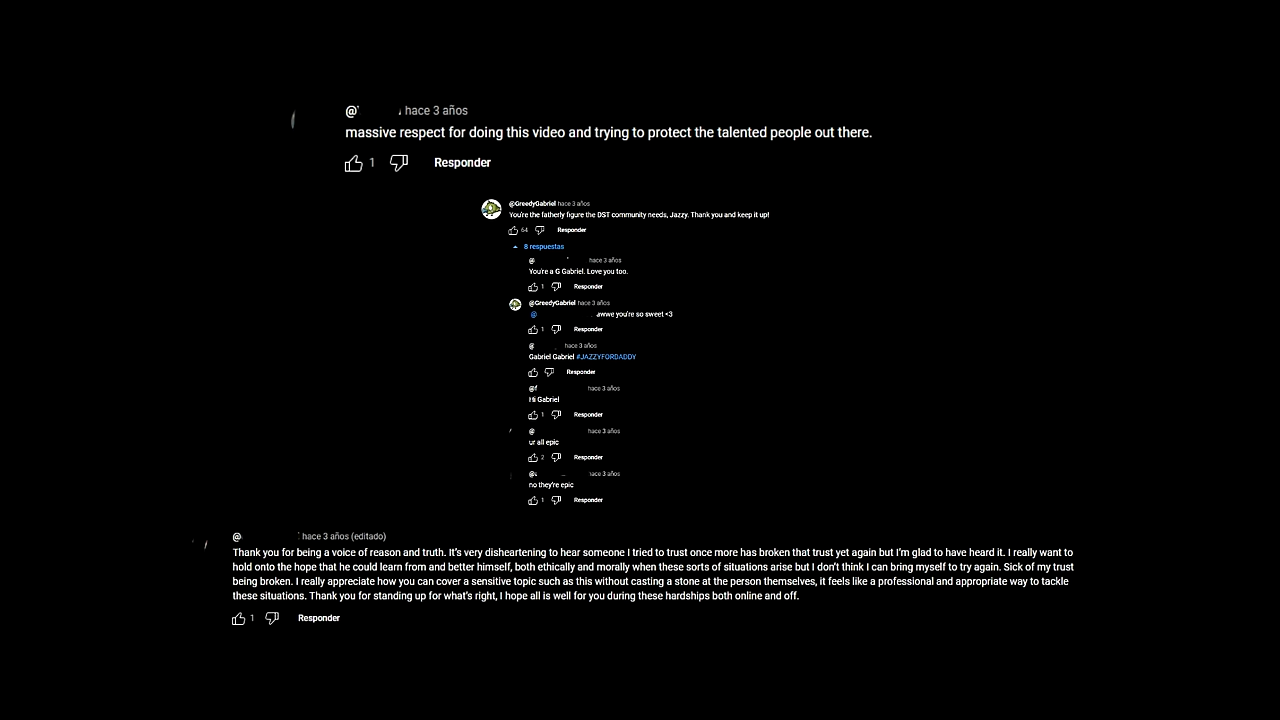 @ hace 3 años
massive respect for doing this video and trying to protect the talented people out there.
1 Responder
@GreedyGabriel hace 3 años
You're the fatherly figure the DST community needs, Jazzy. Thank you and keep it up!
64 Responder
8 respuestas
@ hace 3 años
You're a G Gabriel. Love you too.
1 Responder
@GreedyGabriel hace 3 años
@ awwe you're so sweet <3
1 Responder
@ hace 3 años
Gabriel Gabriel #JAZZYFORDADDY
Responder
@f hace 3 años
Hi Gabriel
1 Responder
@ hace 3 años
ur all epic
2 Responder
@ hace 3 años
no they're epic
1 Responder
@ hace 3 años (editado)
Thank you for being a voice of reason and truth. It's very disheartening to hear someone I tried to trust once more has broken that trust yet again but I'm glad to have heard it. I really want to
hold onto the hope that he could learn from and better himself, both ethically and morally when these sorts of situations arise but I don't think I can bring myself to try again. Sick of my trust
being broken. I really appreciate how you can cover a sensitive topic such as this without casting a stone at the person themselves, it feels like a professional and appropriate way to tackle
these situations. Thank you for standing up for what's right, I hope all is well for you during these hardships both online and off.
1 Responder